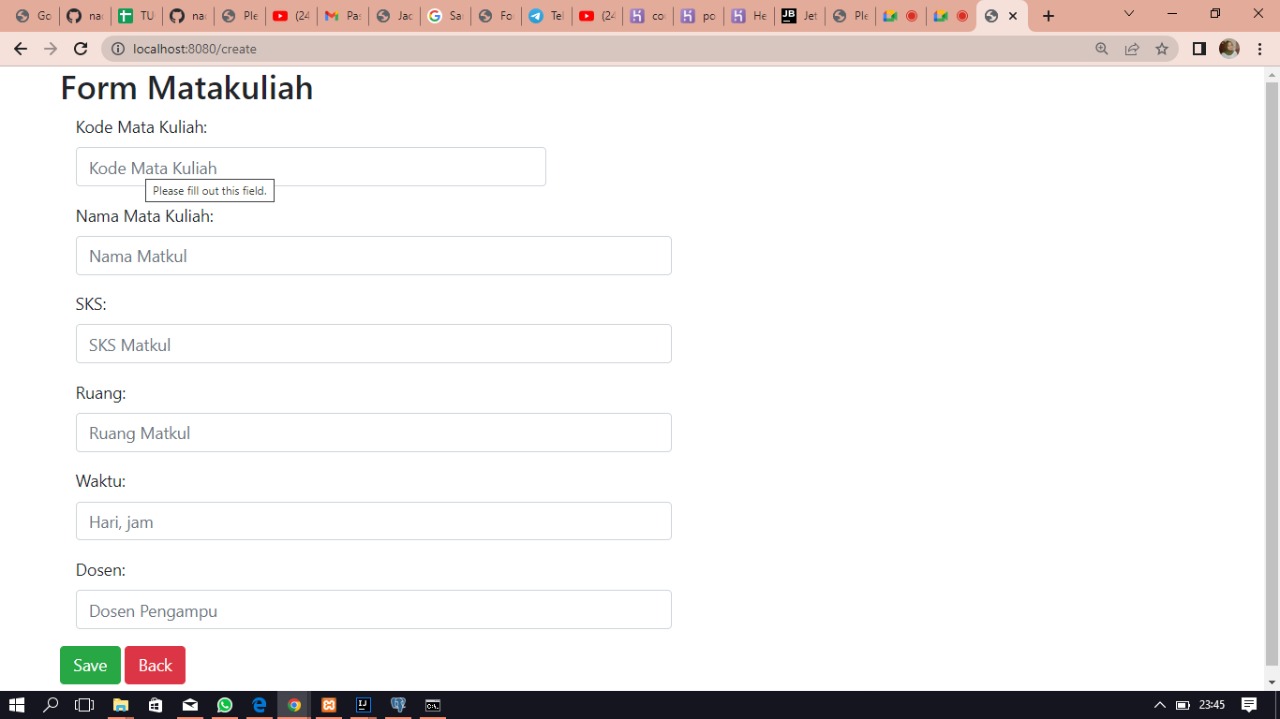 Go
na
TU
na
Ple
(24
Pa
Jac
Sa
Fo
Tel
(24
co
po
He
Jet
Ple
localhost:8080/create
Form Matakuliah
Kode Mata Kuliah:
Kode Mata Kuliah
Please fill out this field.
Nama Mata Kuliah:
Nama Matkul
SKS:
SKS Matkul
Ruang:
Ruang Matkul
Waktu:
Hari, jam
Dosen:
Dosen Pengampu
Save Back
23:45